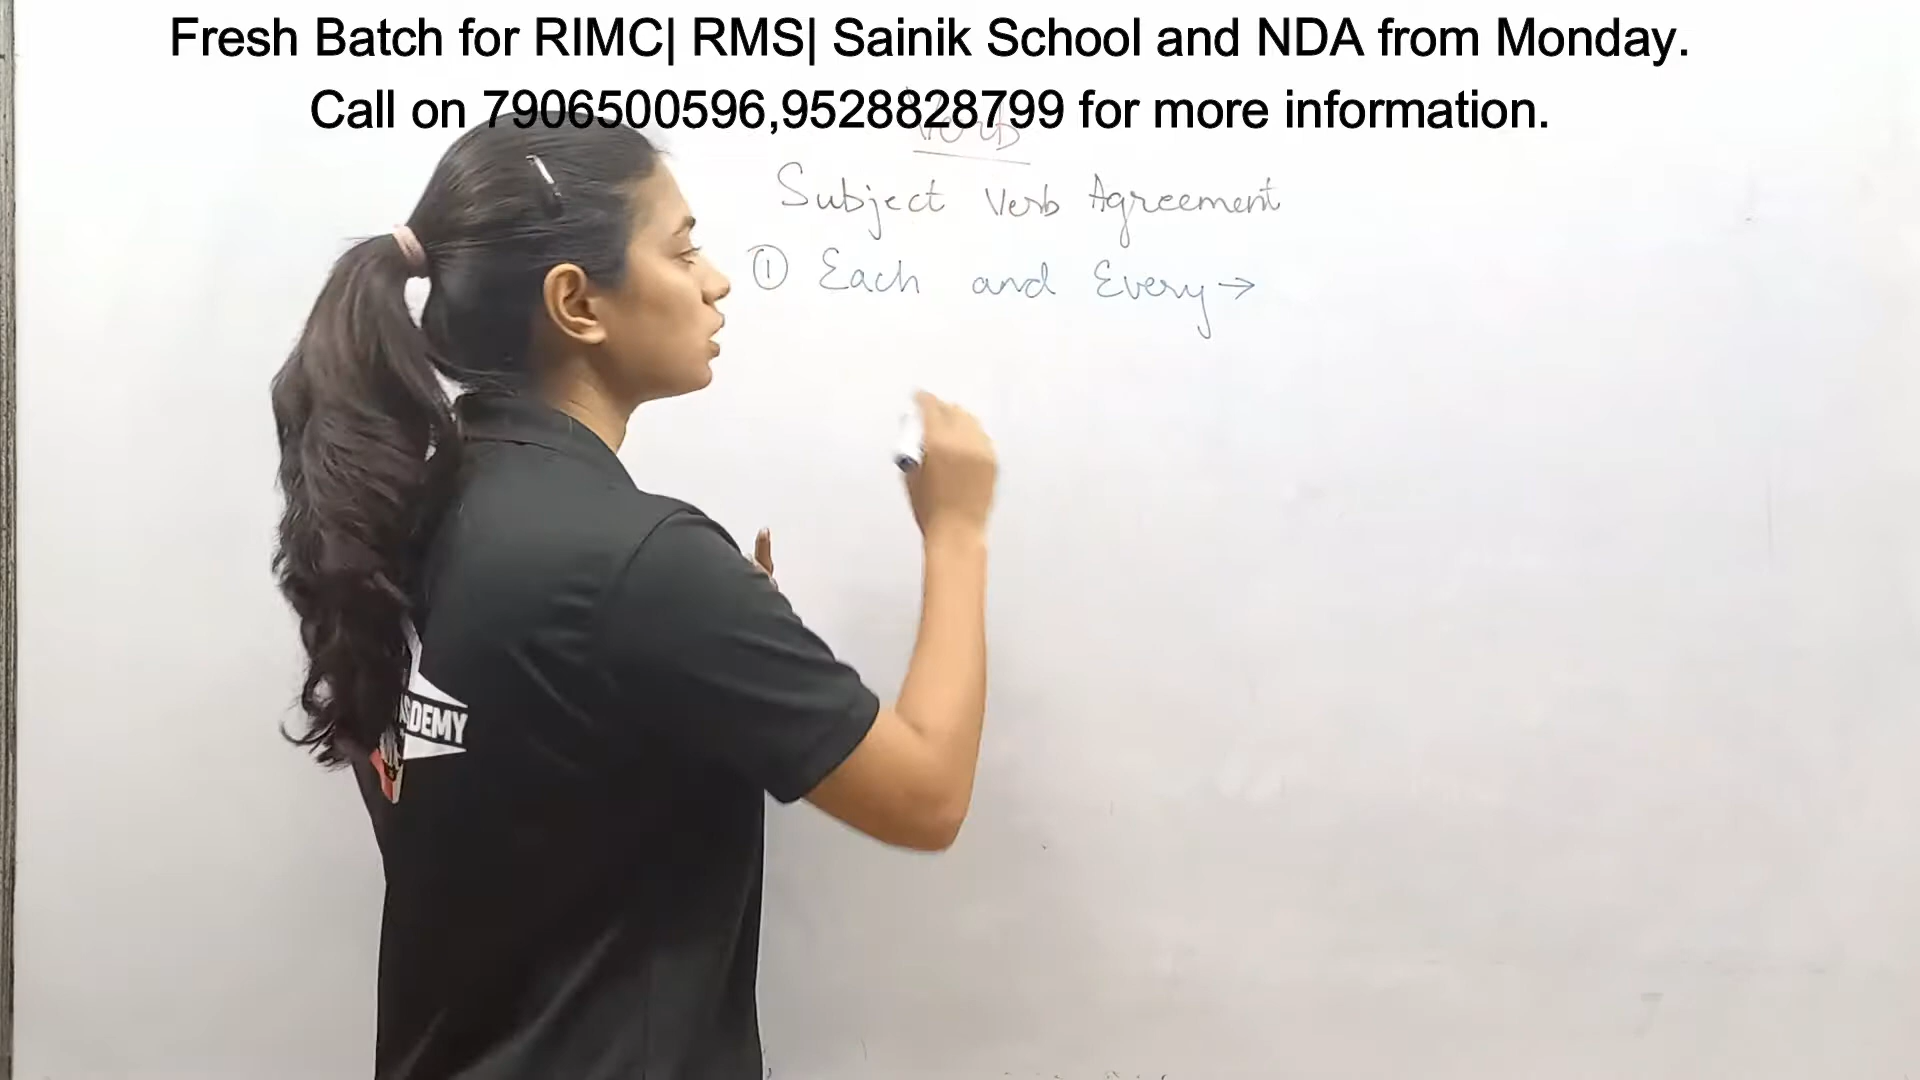 Fresh Batch for RIMC| RMS| Sainik School and NDA from Monday.
Call on 7906500596,9528828799 for more information.
Verb
Subject Verb Agreement
① Each and Every →